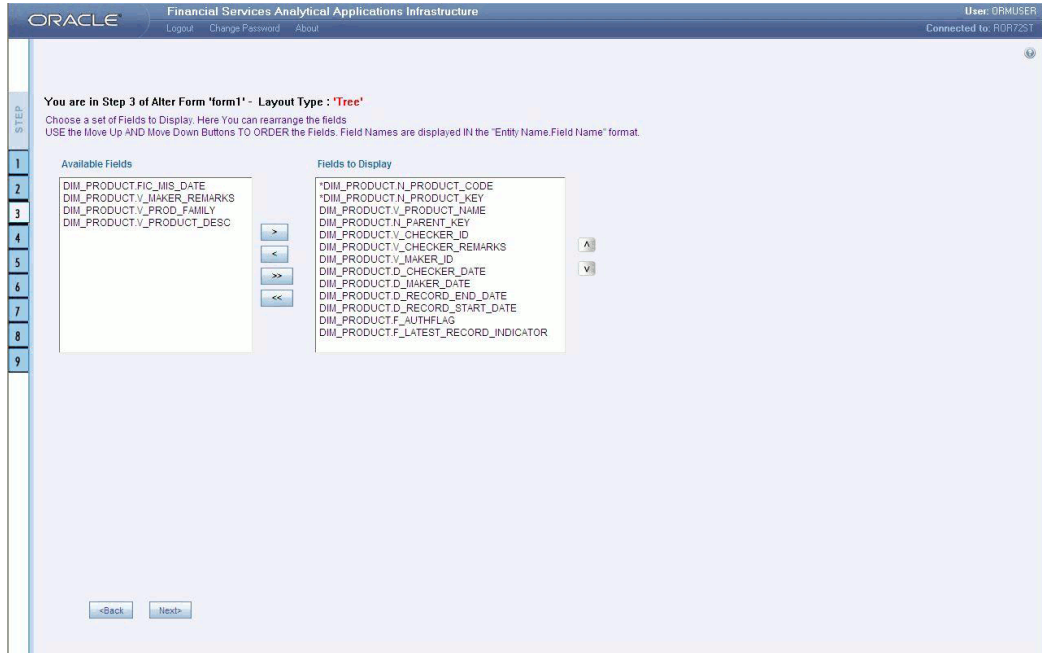 ORACLE
Financial Services Analytical Applications Infrastructure
User: ORMUSER
Logout Change Password About
Connected to: ROR72ST
STEP
You are in Step 3 of Alter Form 'form1' - Layout Type : 'Tree'
Choose a set of Fields to Display. Here You can rearrange the fields
USE the Move Up AND Move Down Buttons TO ORDER the Fields. Field Names are displayed IN the "Entity Name.Field Name" format.
1
2
3
4
5
6
7
8
9
Available Fields
DIM_PRODUCT.FIC_MIS_DATE
DIM_PRODUCT.V_MAKER_REMARKS
DIM_PRODUCT.V_PROD_FAMILY
DIM_PRODUCT.V_PRODUCT_DESC
>
<
>>
<<
Fields to Display
*DIM_PRODUCT.N_PRODUCT_CODE
*DIM_PRODUCT.N_PRODUCT_KEY
DIM_PRODUCT.V_PRODUCT_NAME
DIM_PRODUCT.N_PARENT_KEY
DIM_PRODUCT.V_CHECKER_ID
DIM_PRODUCT.V_CHECKER_REMARKS
DIM_PRODUCT.V_MAKER_ID
DIM_PRODUCT.D_CHECKER_DATE
DIM_PRODUCT.D_MAKER_DATE
DIM_PRODUCT.D_RECORD_END_DATE
DIM_PRODUCT.D_RECORD_START_DATE
DIM_PRODUCT.F_AUTHFLAG
DIM_PRODUCT.F_LATEST_RECORD_INDICATOR
Λ
V
<Back Next>